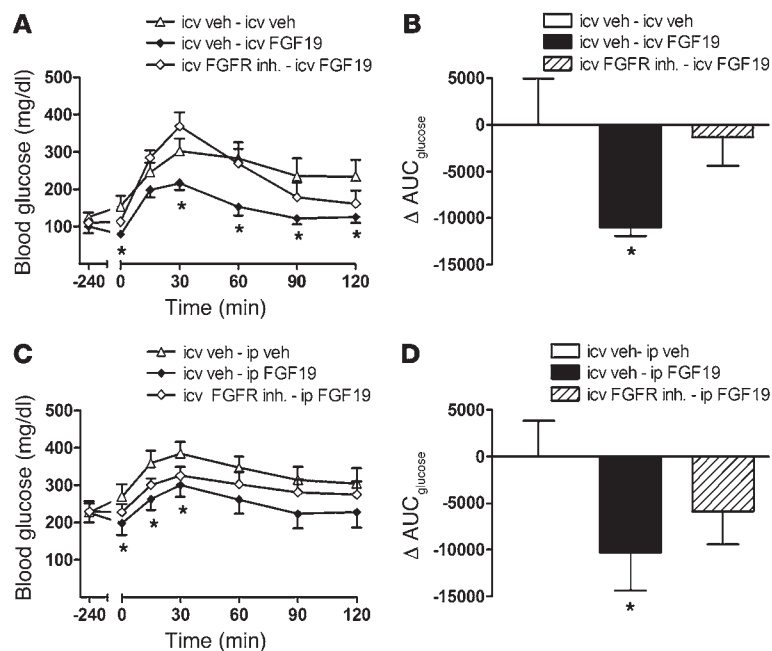 A
icv veh - icv veh
icv veh - icv FGF19
icv FGFR inh. - icv FGF19
Blood glucose (mg/dl)
500
400
300
200
100
*
*
*
*
*
-240
0
30
60
90
120
Time (min)
B
icv veh - icv veh
icv veh - icv FGF19
icv FGFR inh. - icv FGF19
Δ AUCglucose
5000
0
-5000
-10000
-15000
*
C
icv veh - ip veh
icv veh - ip FGF19
icv FGFR inh. - ip FGF19
Blood glucose (mg/dl)
500
400
300
200
100
*
*
*
-240
0
30
60
90
120
Time (min)
D
icv veh- ip veh
icv veh - ip FGF19
icv FGFR inh. - ip FGF19
Δ AUCglucose
5000
0
-5000
-10000
-15000
*